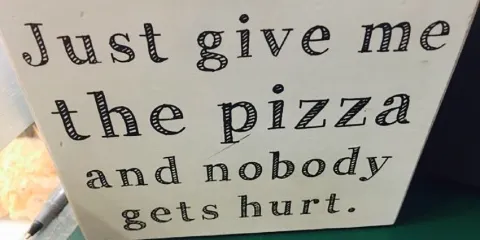 Just give me
the pizza
and nobody
gets hurt.